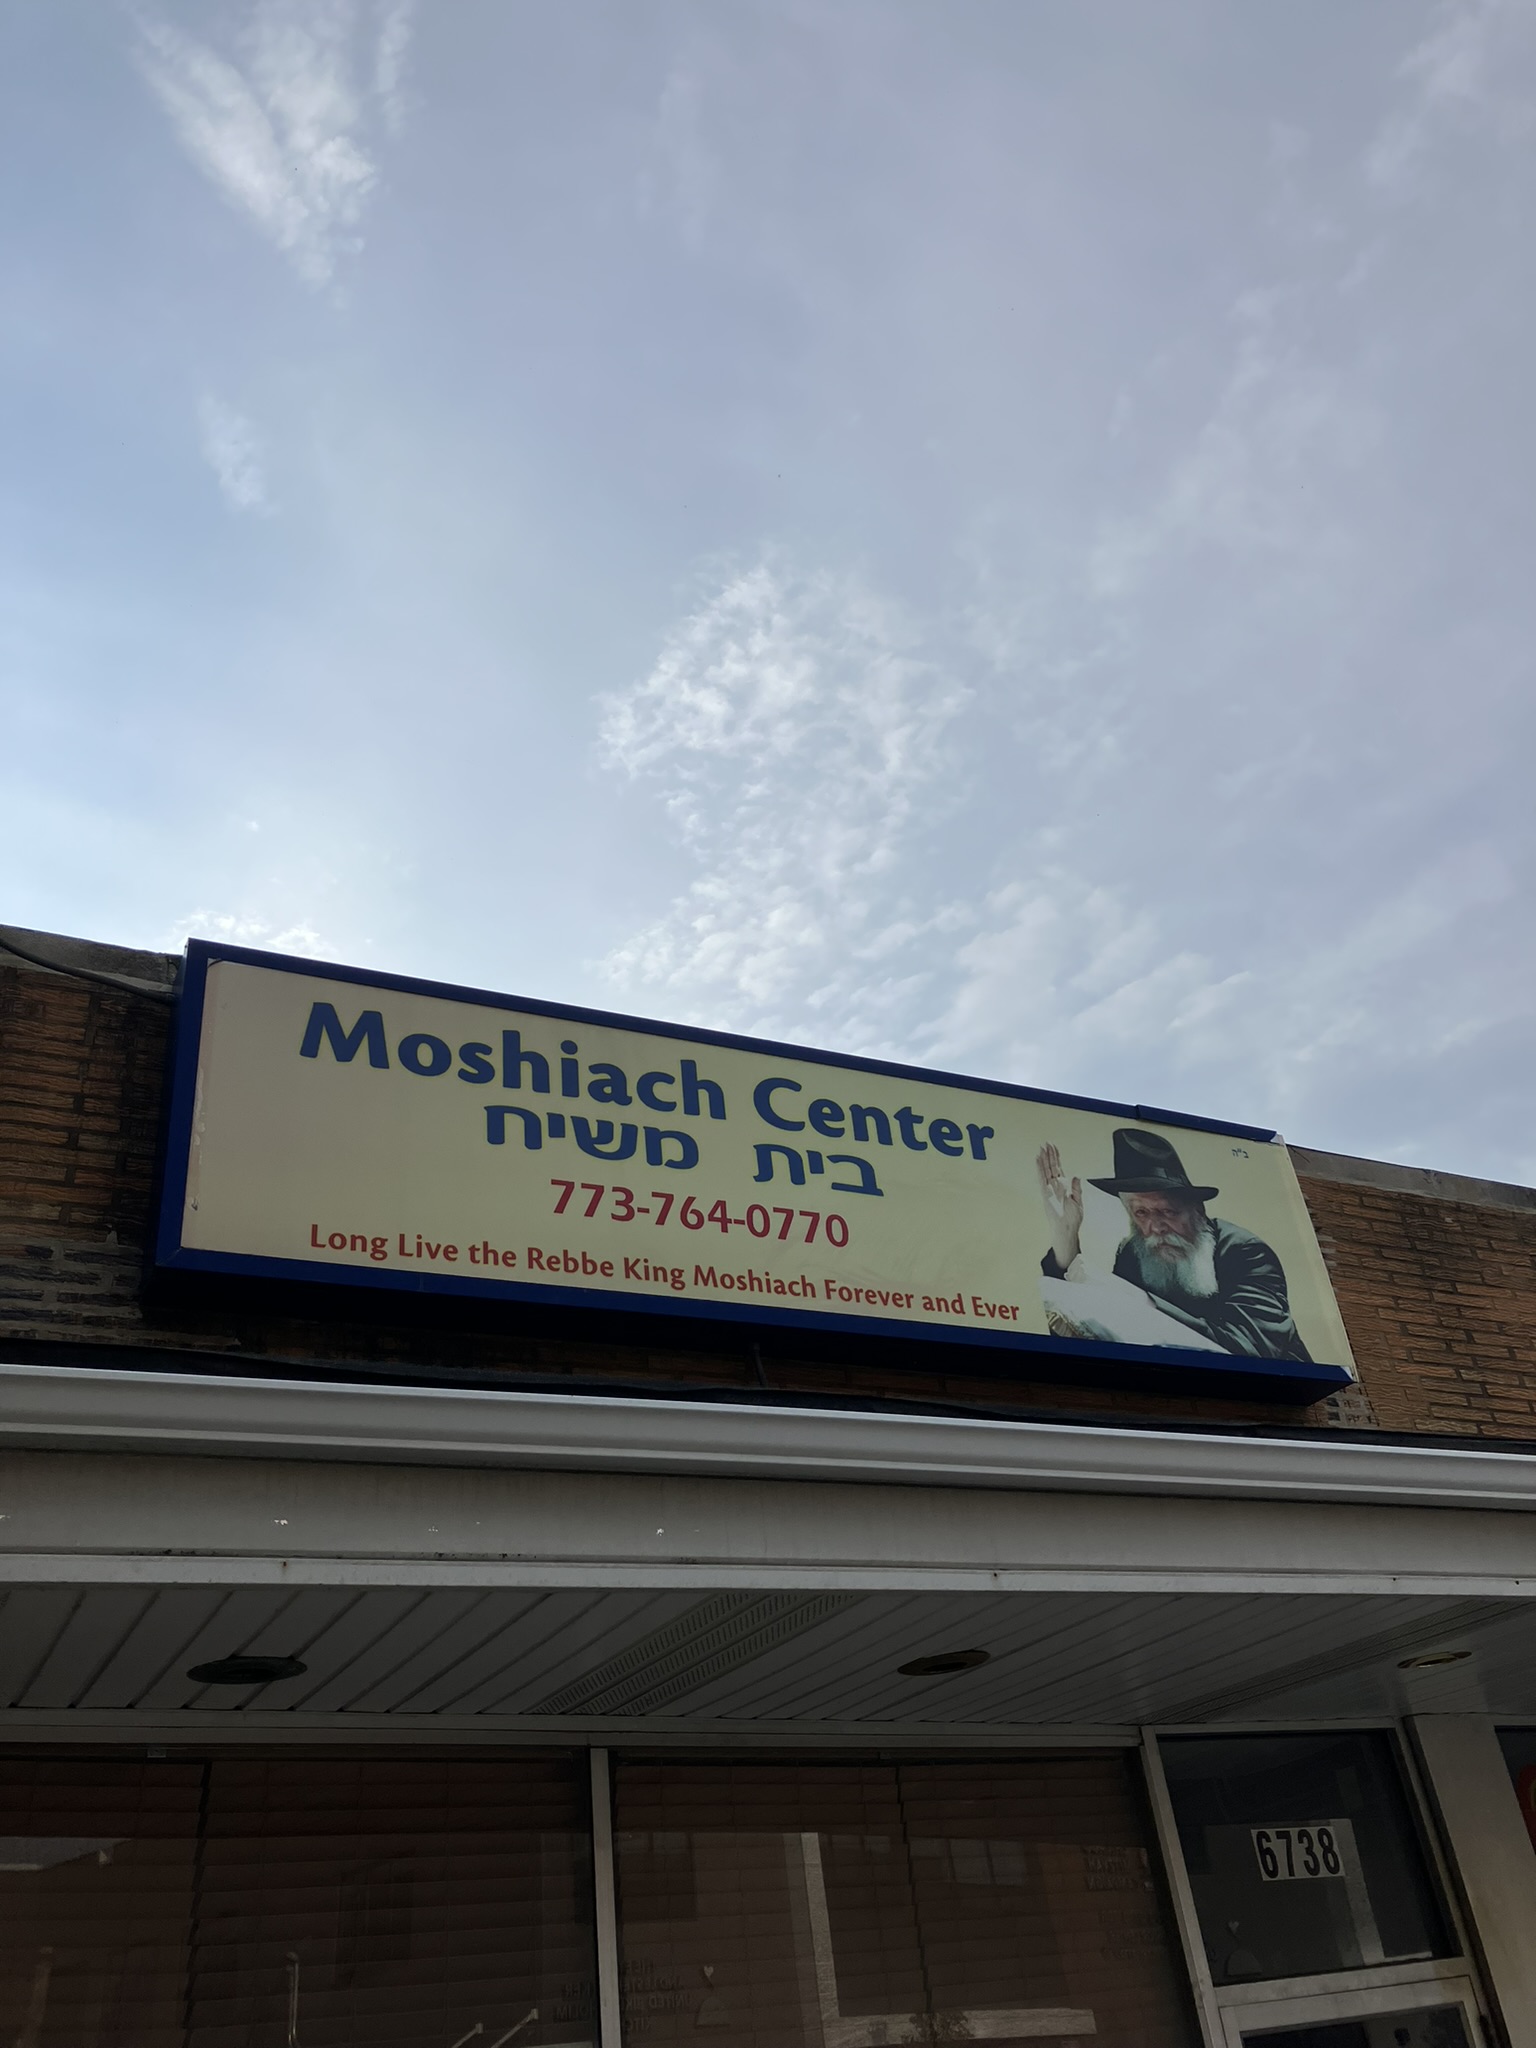 Moshiach Center
בית משיח
773-764-0770
Long Live the Rebbe King Moshiach Forever and Ever
ב"ה
6738